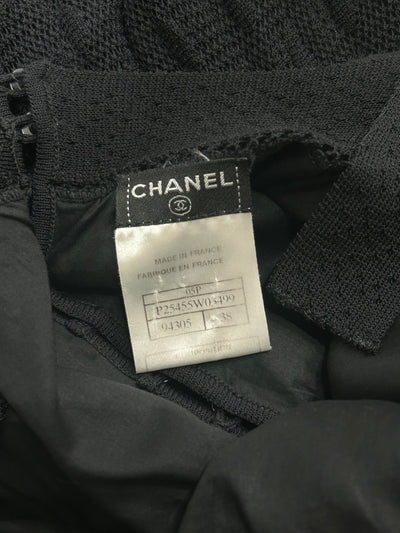 CHANEL
MADE IN FRANCE
FABRIQUE EN FRANCE
05P
P25455W03499
94305 38